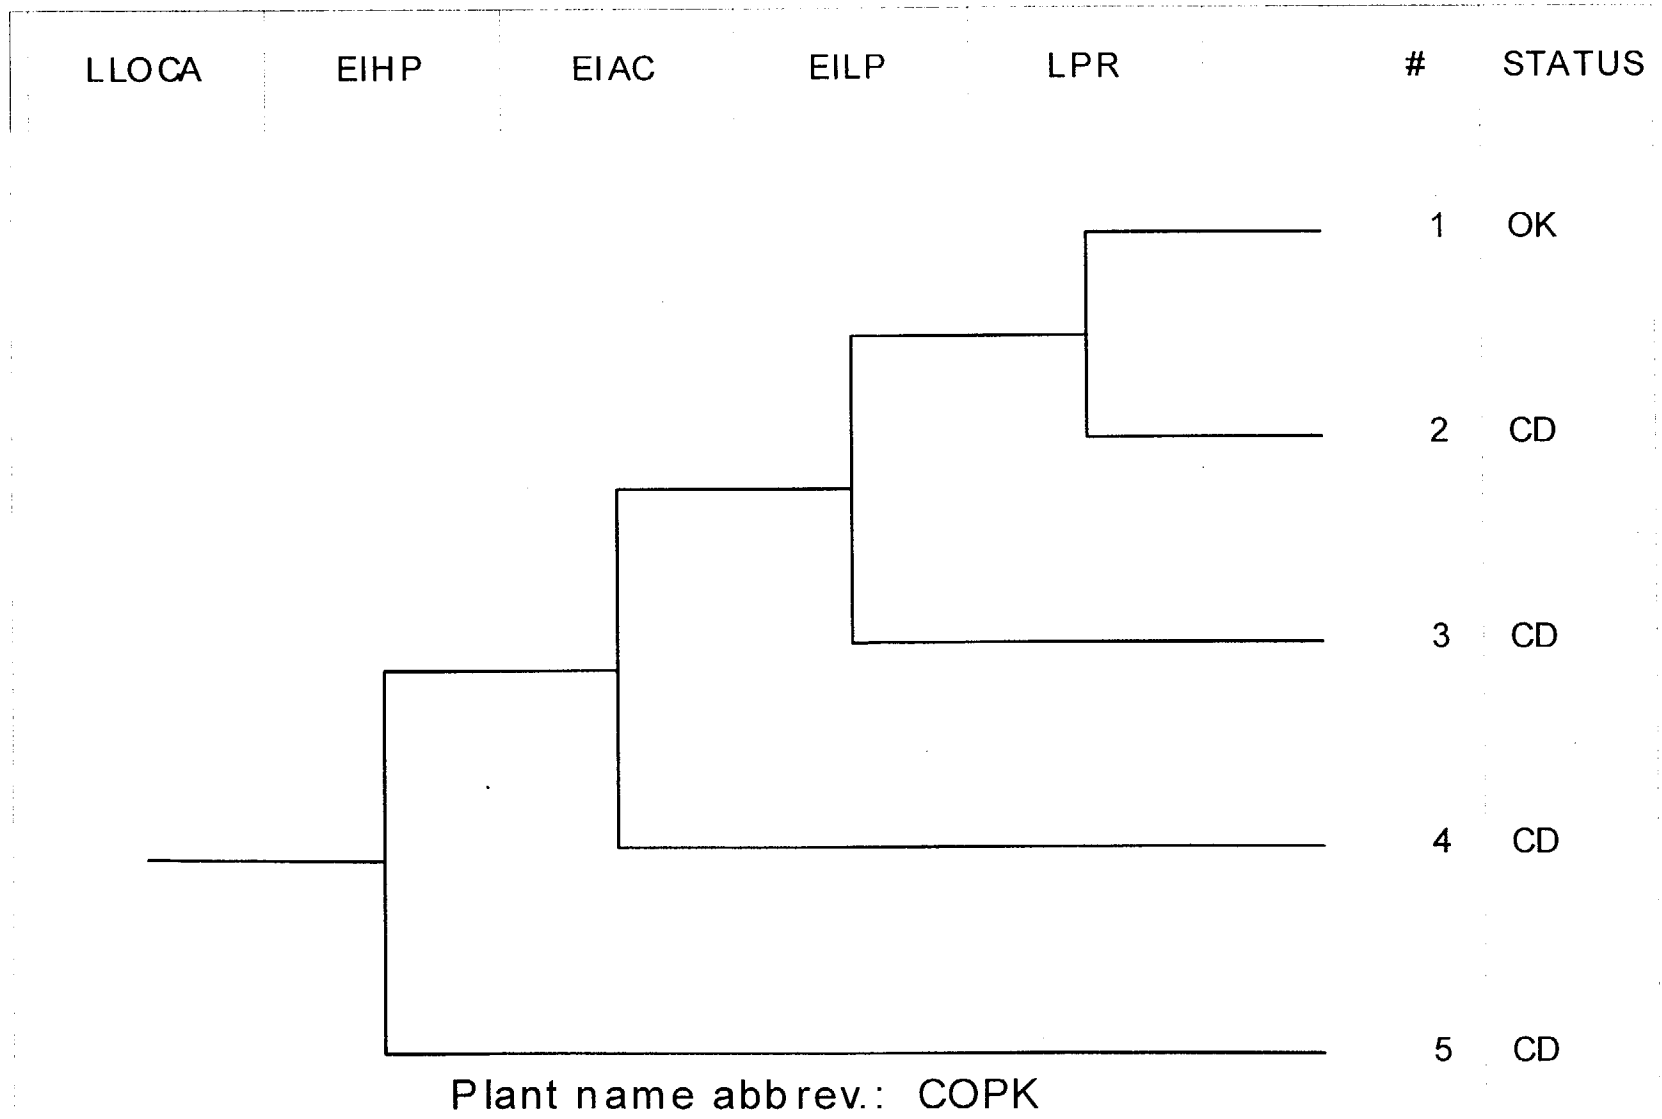 LLOCA EIHP EIAC EILP LPR # STATUS
1 OK
2 CD
3 CD
4 CD
5 CD
Plant name abbrev.: COPK